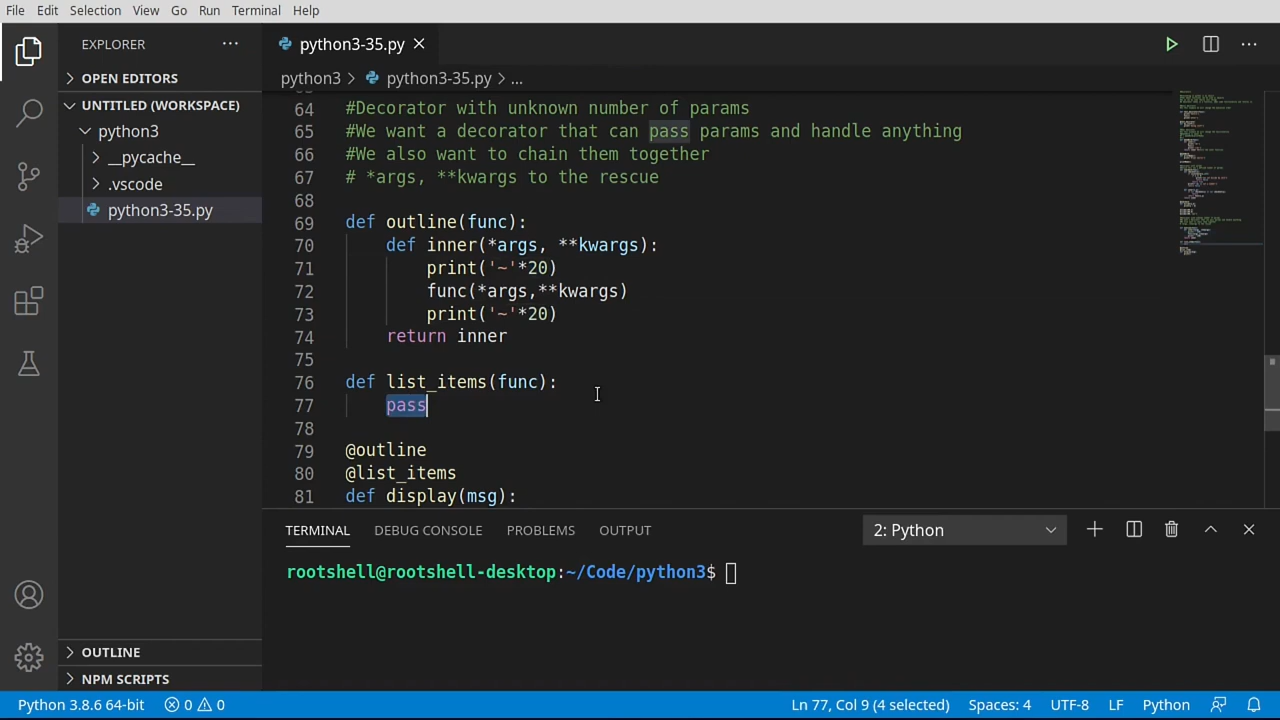 File Edit Selection View Go Run Terminal Help
EXPLORER
python3-35.py
OPEN EDITORS
python3 > python3-35.py > ...
UNTITLED (WORKSPACE)
python3
__pycache__
.vscode
python3-35.py
64 #Decorator with unknown number of params
65 #We want a decorator that can pass params and handle anything
66 #We also want to chain them together
67 # *args, **kwargs to the rescue
68
69 def outline(func):
70 def inner(*args, **kwargs):
71 print('~'*20)
72 func(*args,**kwargs)
73 print('~'*20)
74 return inner
75
76 def list_items(func):
77 pass
78
79 @outline
80 @list_items
81 def display(msg):
TERMINAL DEBUG CONSOLE PROBLEMS OUTPUT 2: Python
rootshell@rootshell-desktop:~/Code/python3$
OUTLINE
NPM SCRIPTS
Python 3.8.6 64-bit 0 0 Ln 77, Col 9 (4 selected) Spaces: 4 UTF-8 LF Python